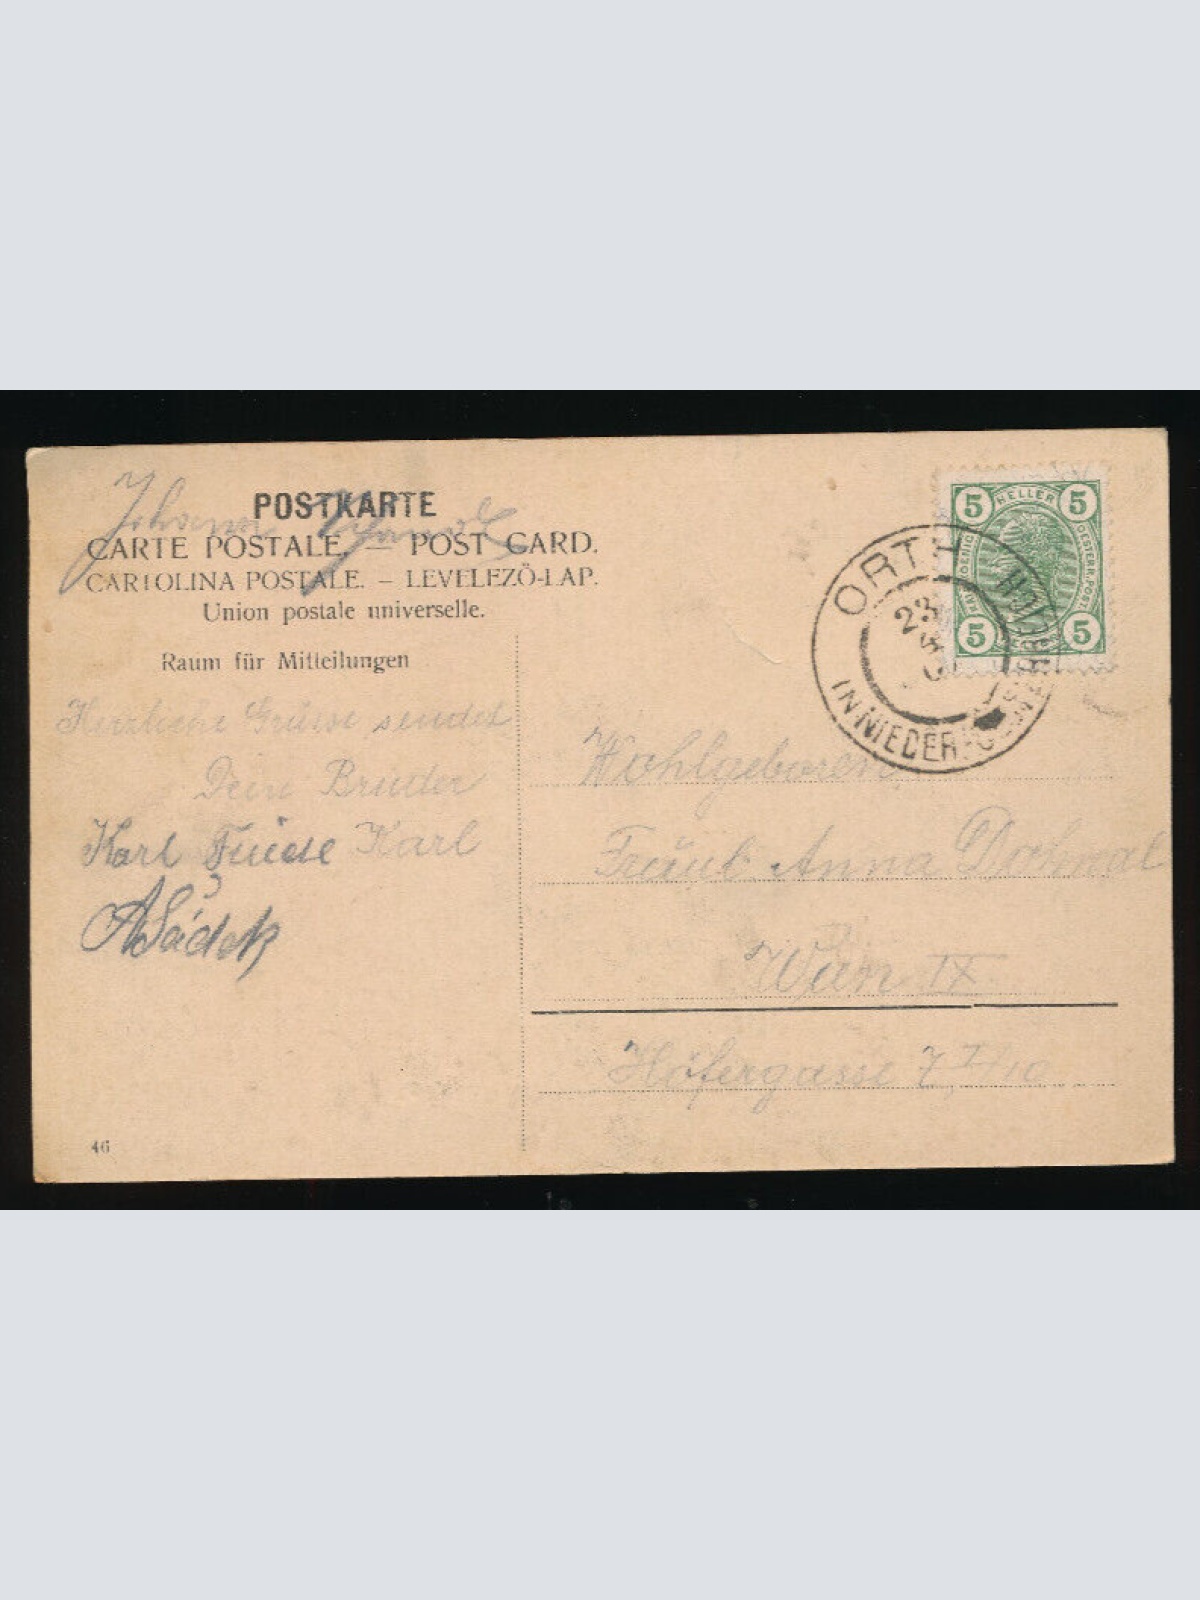 POSTKARTE
CARTE POSTALE. — POST CARD.
CARTOLINA POSTALE. – LEVELEZŐ-LAP.
Union postale universelle.
Raum für Mitteilungen
Herzliche Grüsse sendet
Dein Bruder
Karl Karl
ASádek
46
5 HELLER 5
5 5
ORTH
23
IN NIEDER-
Wohlgeboren
Fräul. Anna
Wien IX
Höfergasse 7 I/10